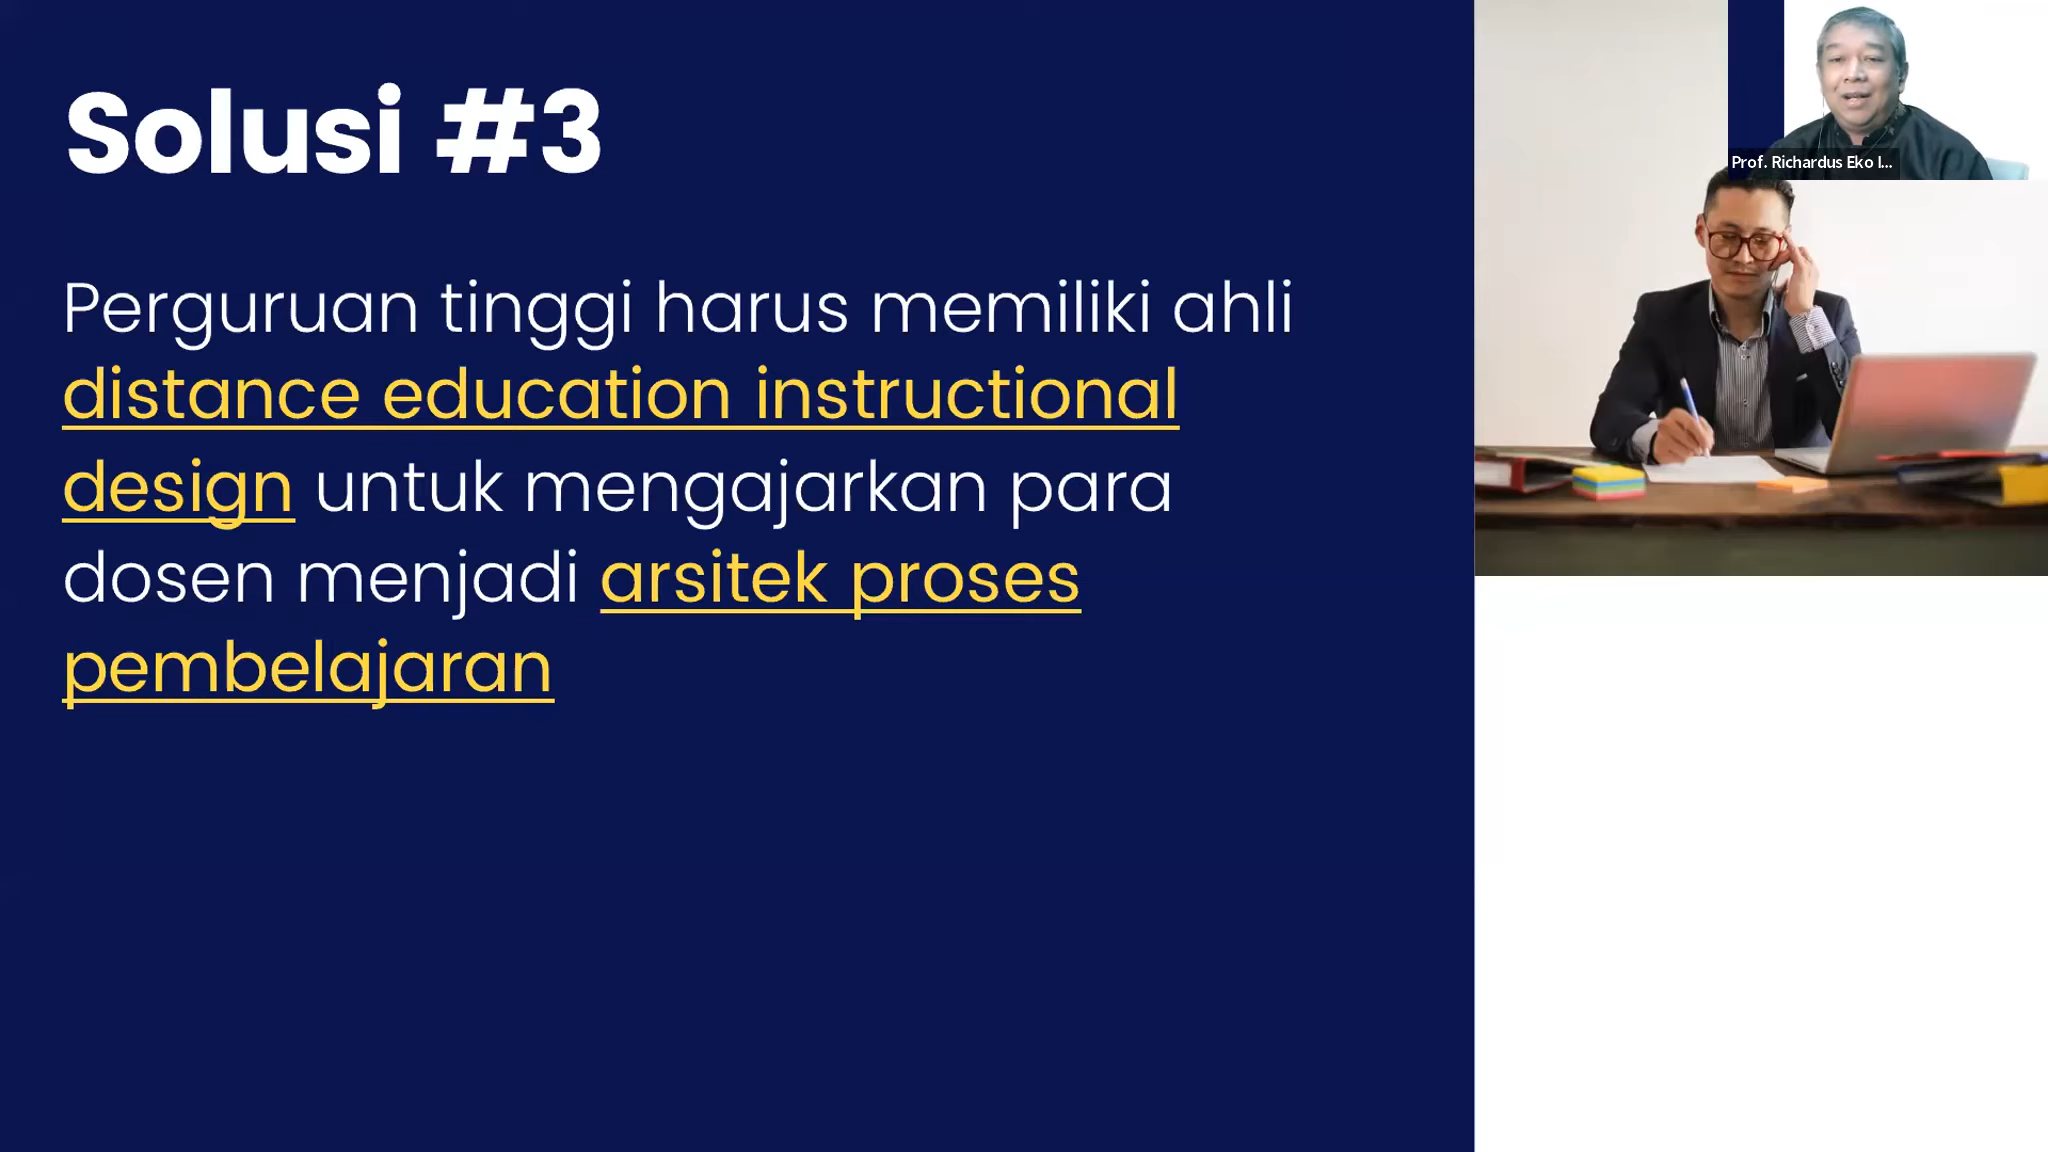 Solusi #3
Perguruan tinggi harus memiliki ahli
distance education instructional
design untuk mengajarkan para
dosen menjadi arsitek proses
pembelajaran
Prof. Richardus Eko I...